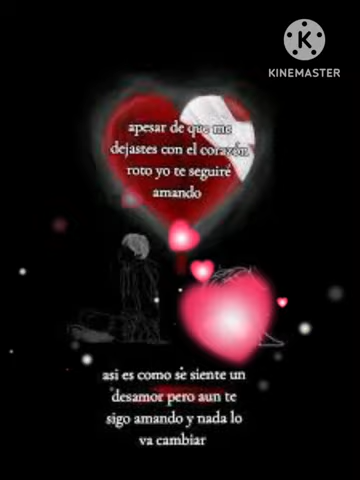 KINEMASTER
apesar de que me
dejastes con el corazón
roto yo te seguiré
amando
asi es como se siente un
desamor pero aun te
sigo amando y nada lo
va cambiar